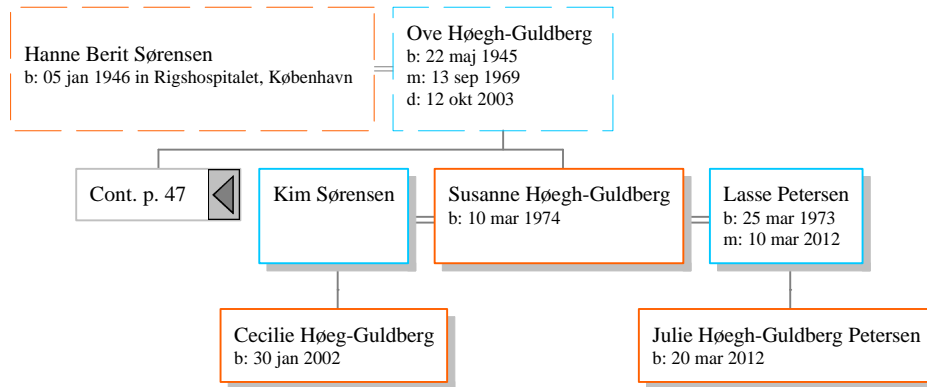 Hanne Berit Sørensen
b: 05 jan 1946 in Rigshospitalet, København
Ove Høegh-Guldberg
b: 22 maj 1945
m: 13 sep 1969
d: 12 okt 2003
Cont. p. 47
Kim Sørensen
Susanne Høegh-Guldberg
b: 10 mar 1974
Lasse Petersen
b: 25 mar 1973
m: 10 mar 2012
Cecilie Høeg-Guldberg
b: 30 jan 2002
Julie Høegh-Guldberg Petersen
b: 20 mar 2012